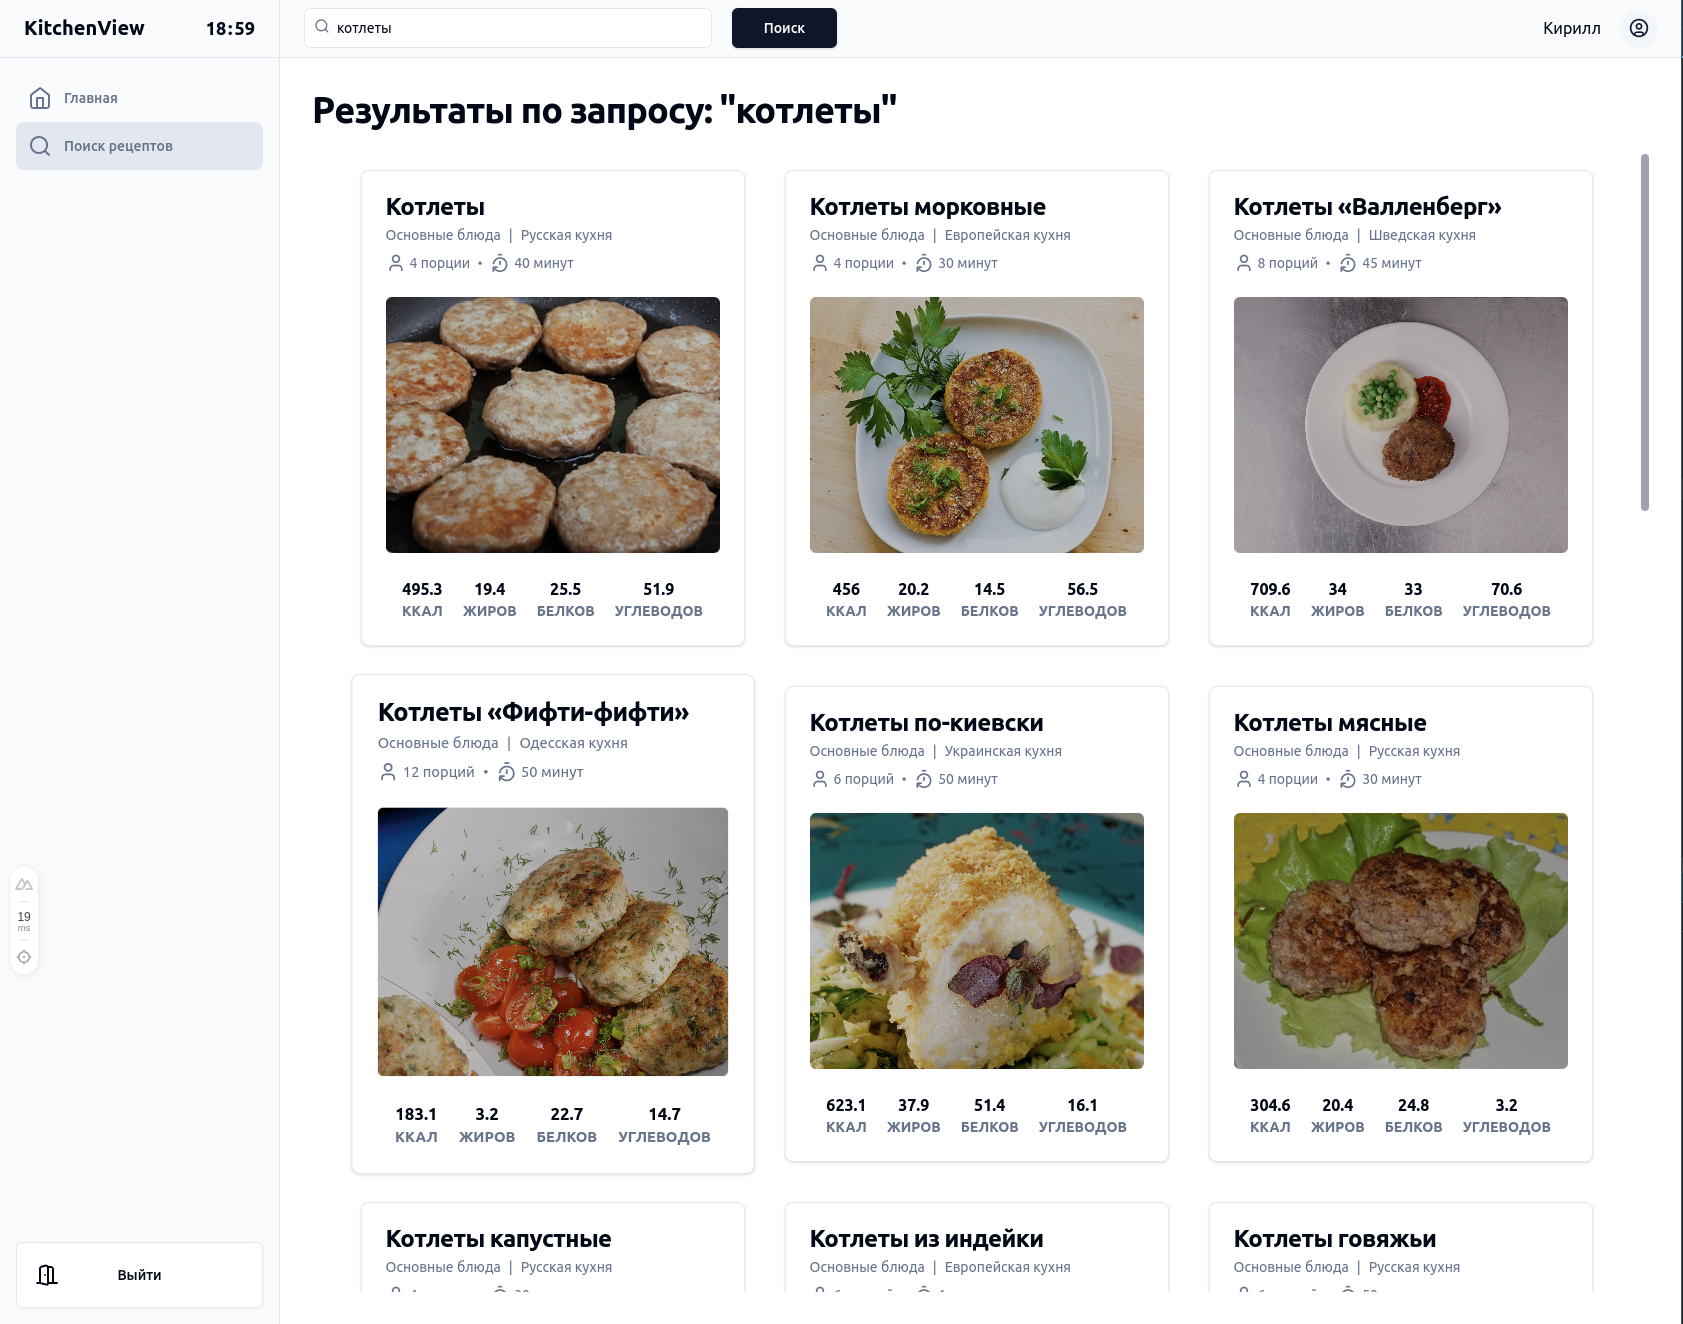 KitchenView 18:59
котлеты
Поиск
Кирилл
Главная
Поиск рецептов
Результаты по запросу: "котлеты"
Котлеты
Основные блюда | Русская кухня
4 порции • 40 минут
495.3 19.4 25.5 51.9
ККАЛ ЖИРОВ БЕЛКОВ УГЛЕВОДОВ
Котлеты морковные
Основные блюда | Европейская кухня
4 порции • 30 минут
456 20.2 14.5 56.5
ККАЛ ЖИРОВ БЕЛКОВ УГЛЕВОДОВ
Котлеты «Валленберг»
Основные блюда | Шведская кухня
8 порций • 45 минут
709.6 34 33 70.6
ККАЛ ЖИРОВ БЕЛКОВ УГЛЕВОДОВ
Котлеты «Фифти-фифти»
Основные блюда | Одесская кухня
12 порций • 50 минут
183.1 3.2 22.7 14.7
ККАЛ ЖИРОВ БЕЛКОВ УГЛЕВОДОВ
Котлеты по-киевски
Основные блюда | Украинская кухня
6 порций • 50 минут
623.1 37.9 51.4 16.1
ККАЛ ЖИРОВ БЕЛКОВ УГЛЕВОДОВ
Котлеты мясные
Основные блюда | Русская кухня
4 порции • 30 минут
304.6 20.4 24.8 3.2
ККАЛ ЖИРОВ БЕЛКОВ УГЛЕВОДОВ
Котлеты капустные
Основные блюда | Русская кухня
Котлеты из индейки
Основные блюда | Европейская кухня
Котлеты говяжьи
Основные блюда | Русская кухня
19
ms
Выйти